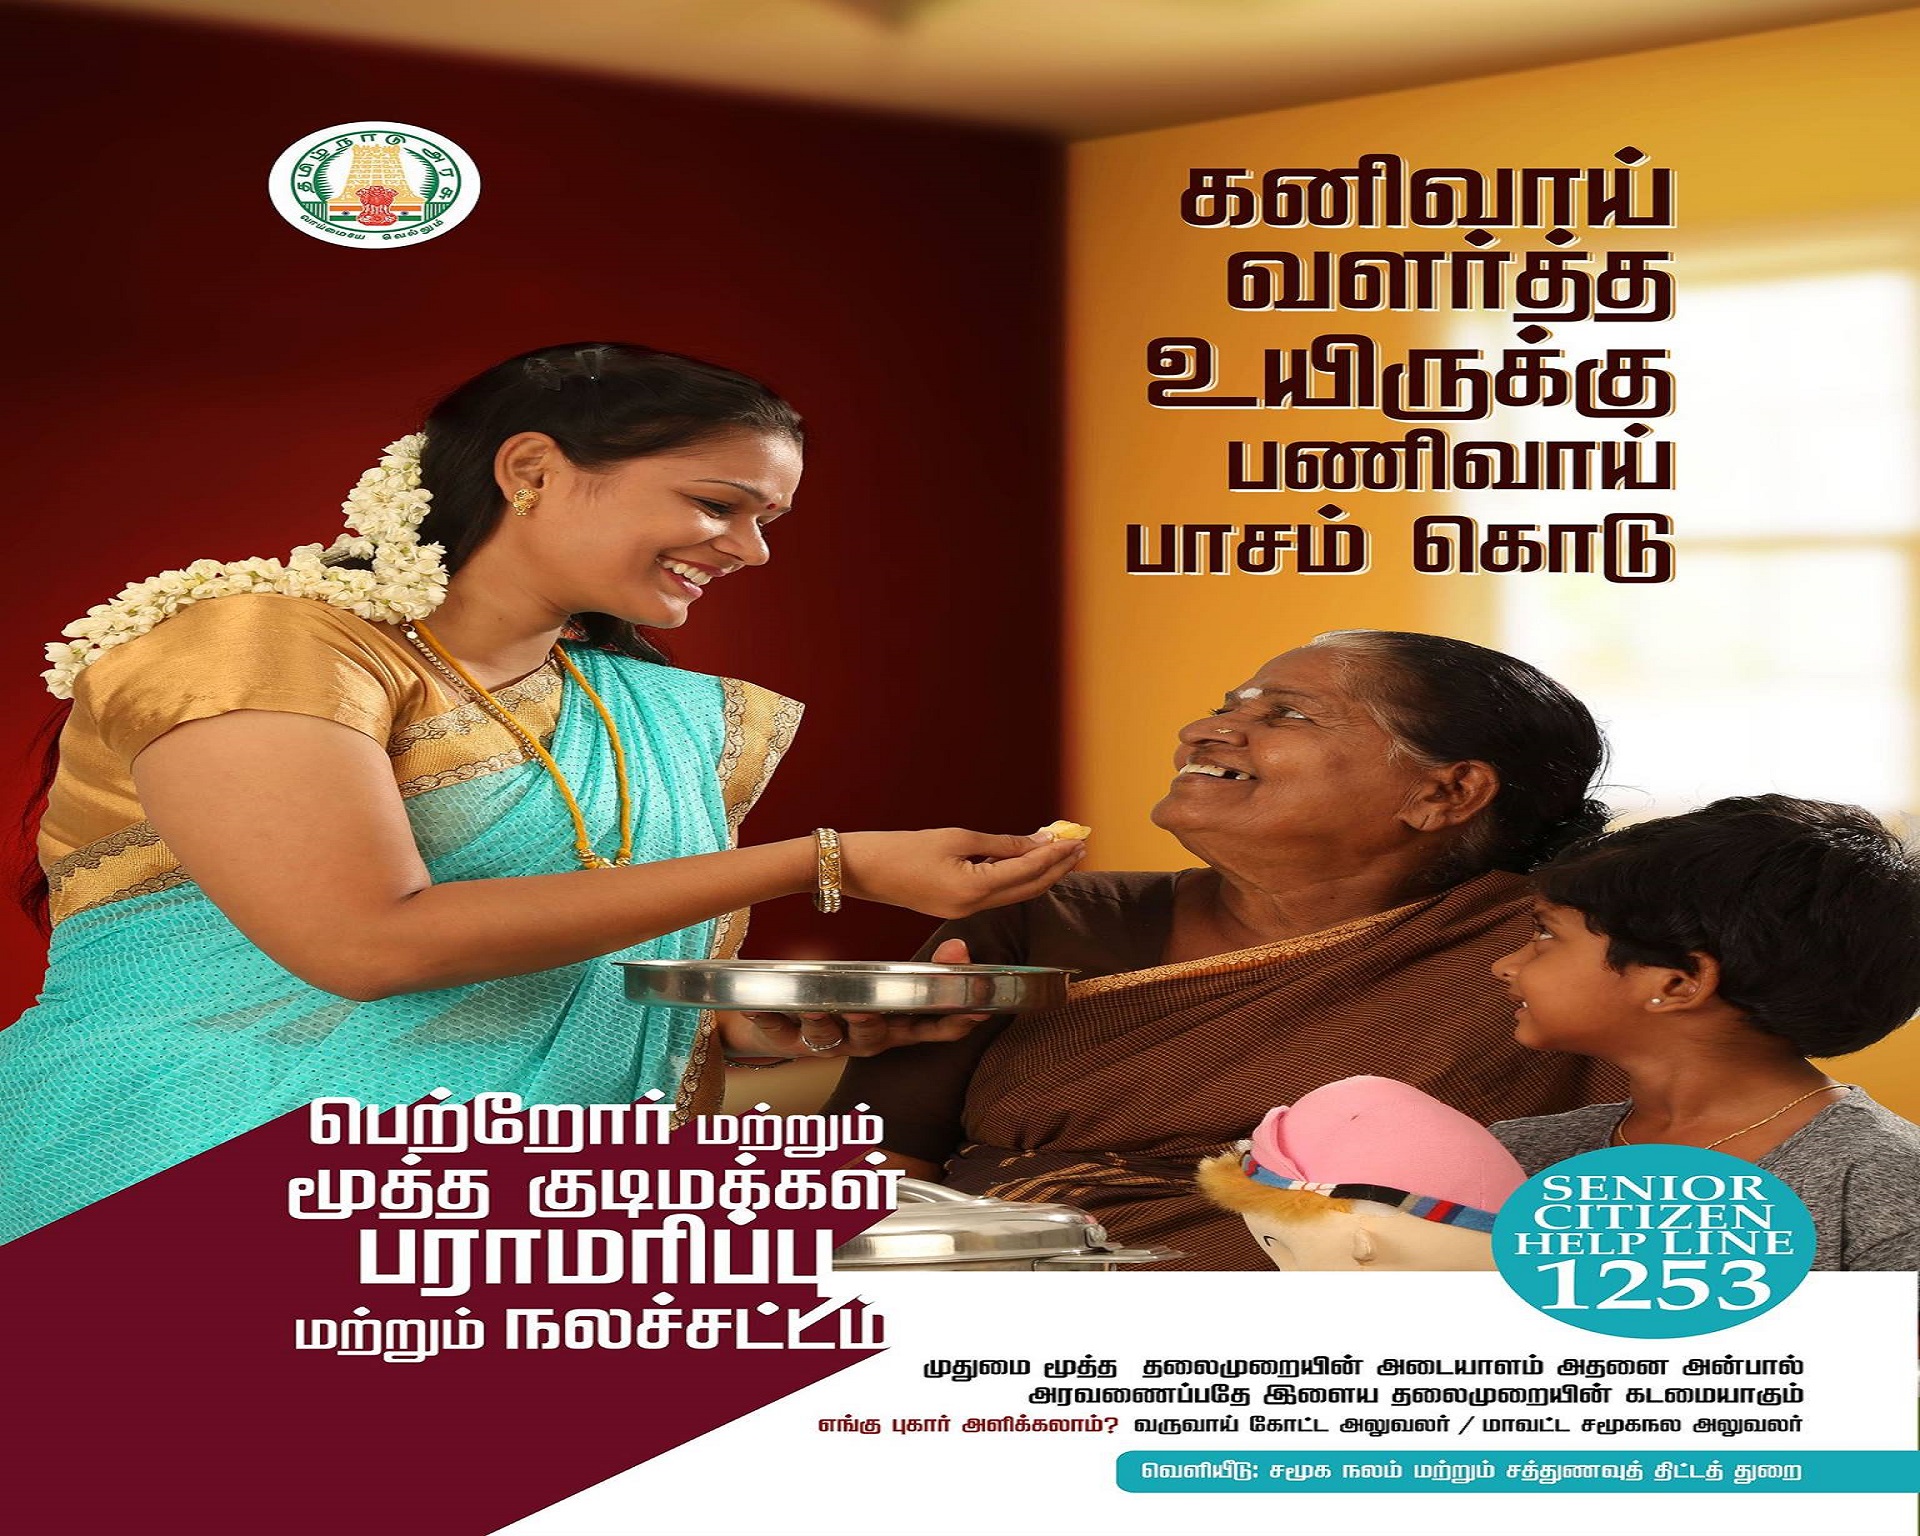 தமிழ்நாடு அரசு
வாய்மையே வெல்லும்
கனிவாய்
வளர்த்த
உயிருக்கு
பணிவாய்
பாசம் கொடு
பெற்றோர் மற்றும்
மூத்த குடிமக்கள்
பராமரிப்பு
மற்றும் நலச்சட்டம்
SENIOR
CITIZEN
HELP LINE
1253
முதுமை மூத்த தலைமுறையின் அடையாளம் அதனை அன்பால்
அரவணைப்பதே இளைய தலைமுறையின் கடமையாகும்
எங்கு புகார் அளிக்கலாம்? வருவாய் கோட்ட அலுவலர் / மாவட்ட சமூகநல அலுவலர்
வெளியீடு: சமூக நலம் மற்றும் சத்துணவுத் திட்டத் துறை